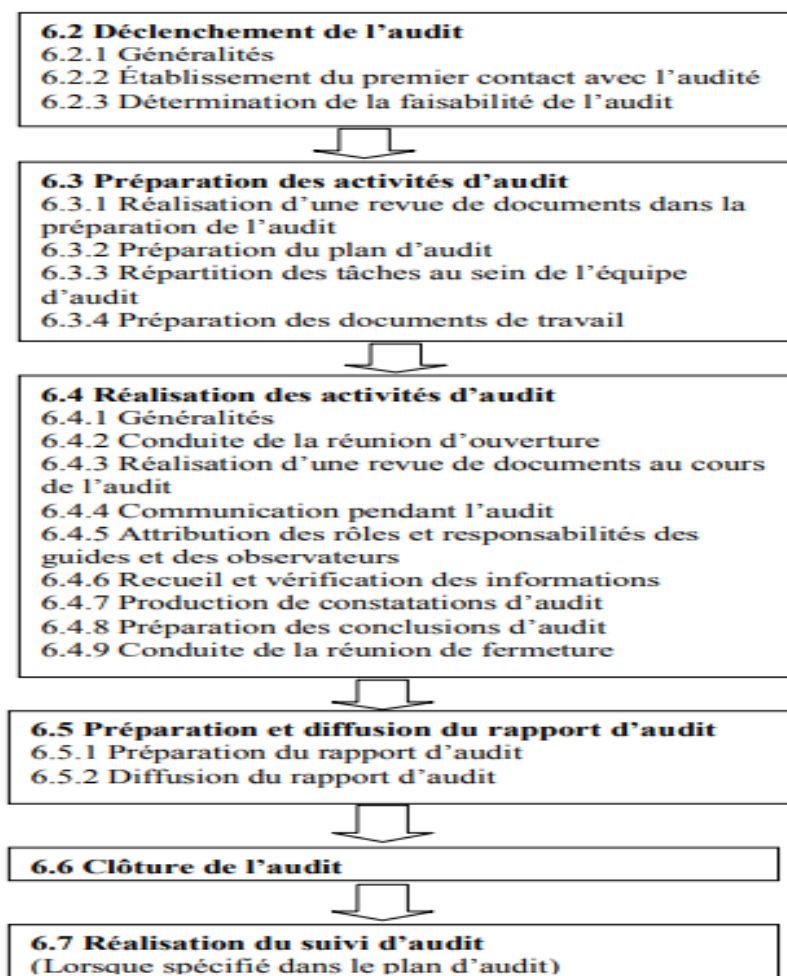 6.2 Déclenchement de l’audit
6.2.1 Généralités
6.2.2 Établissement du premier contact avec l’audité
6.2.3 Détermination de la faisabilité de l’audit
6.3 Préparation des activités d’audit
6.3.1 Réalisation d’une revue de documents dans la
préparation de l’audit
6.3.2 Préparation du plan d’audit
6.3.3 Répartition des tâches au sein de l’équipe
d’audit
6.3.4 Préparation des documents de travail
6.4 Réalisation des activités d’audit
6.4.1 Généralités
6.4.2 Conduite de la réunion d’ouverture
6.4.3 Réalisation d’une revue de documents au cours
de l’audit
6.4.4 Communication pendant l’audit
6.4.5 Attribution des rôles et responsabilités des
guides et des observateurs
6.4.6 Recueil et vérification des informations
6.4.7 Production de constatations d’audit
6.4.8 Préparation des conclusions d’audit
6.4.9 Conduite de la réunion de fermeture
6.5 Préparation et diffusion du rapport d’audit
6.5.1 Préparation du rapport d’audit
6.5.2 Diffusion du rapport d’audit
6.6 Clôture de l’audit
6.7 Réalisation du suivi d’audit
(Lorsque spécifié dans le plan d’audit)